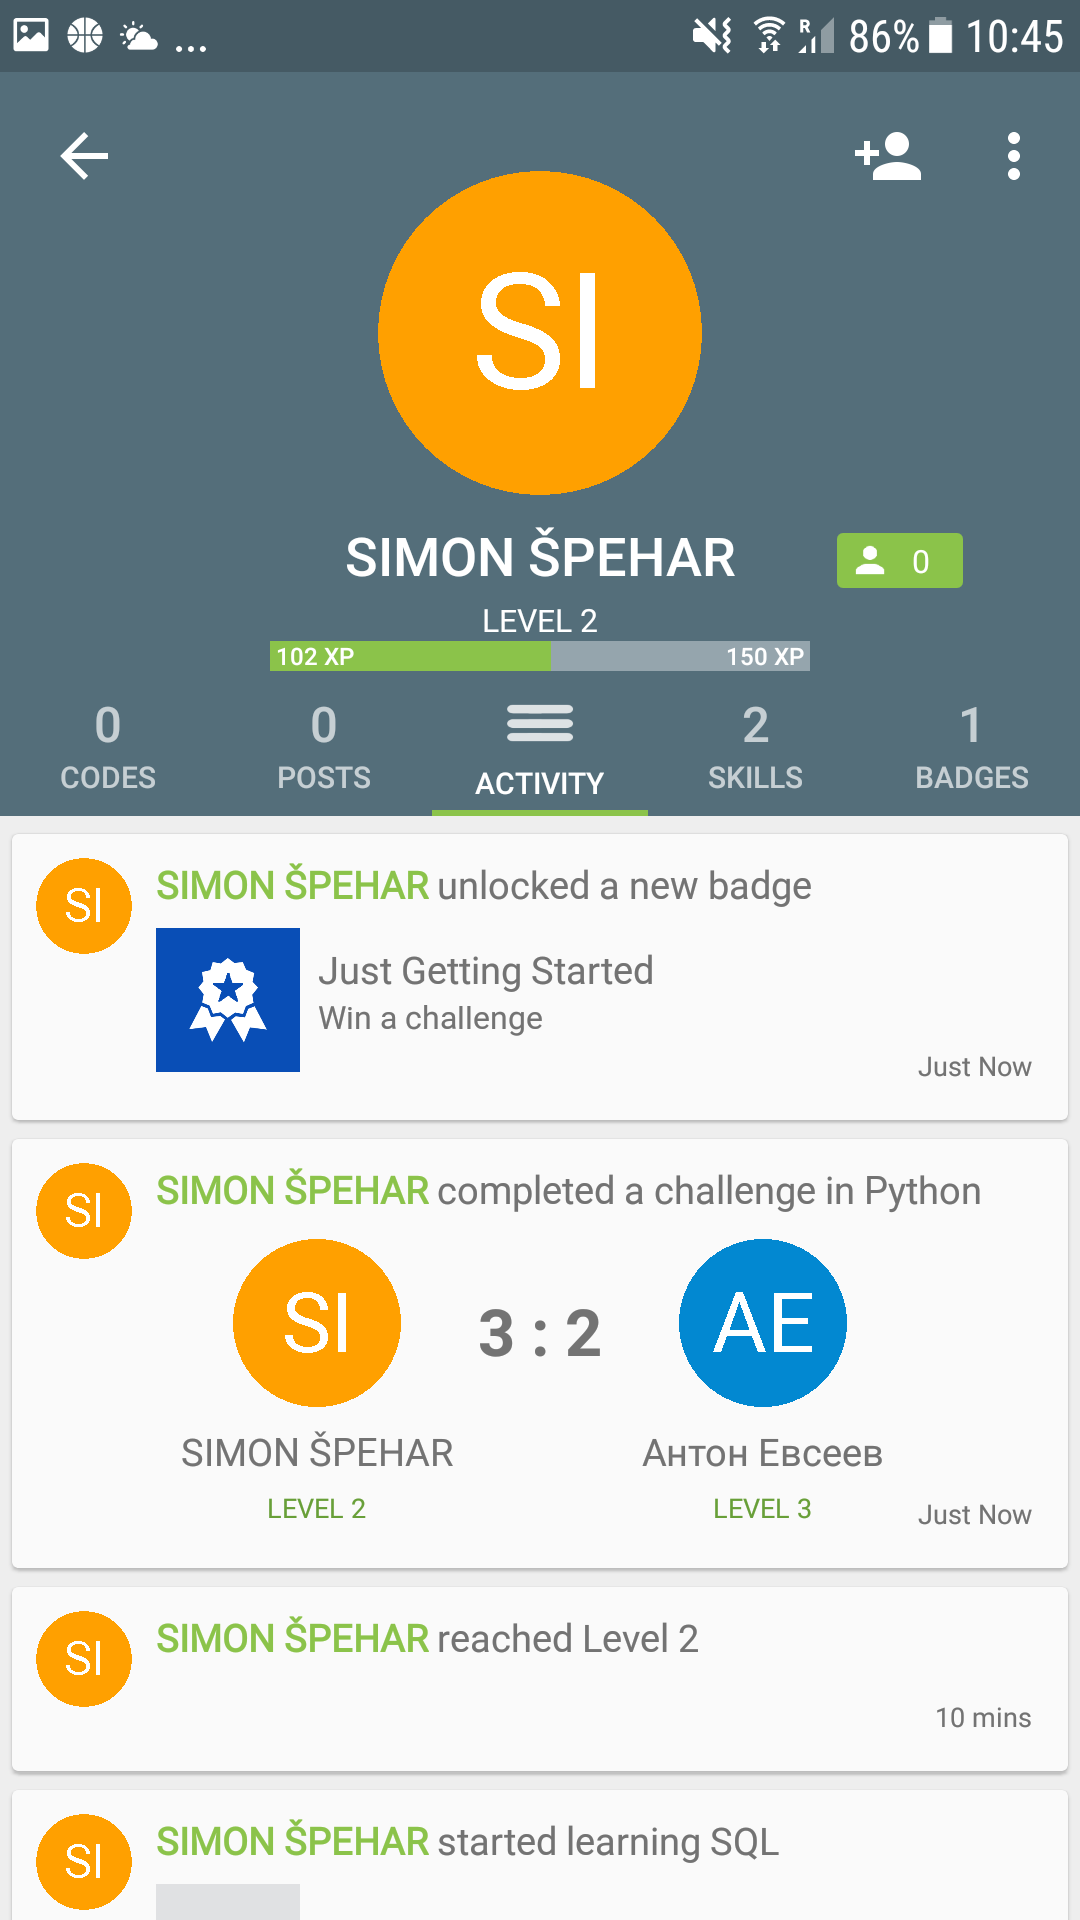 ... R 86% 10:45
SI
SIMON ŠPEHAR 0
LEVEL 2
102 XP 150 XP
0 0 2 1
CODES POSTS ACTIVITY SKILLS BADGES
SI SIMON ŠPEHAR unlocked a new badge
Just Getting Started
Win a challenge
Just Now
SI SIMON ŠPEHAR completed a challenge in Python
SI 3 : 2 AE
SIMON ŠPEHAR Антон Евсеев
LEVEL 2 LEVEL 3 Just Now
SI SIMON ŠPEHAR reached Level 2
10 mins
SI SIMON ŠPEHAR started learning SQL